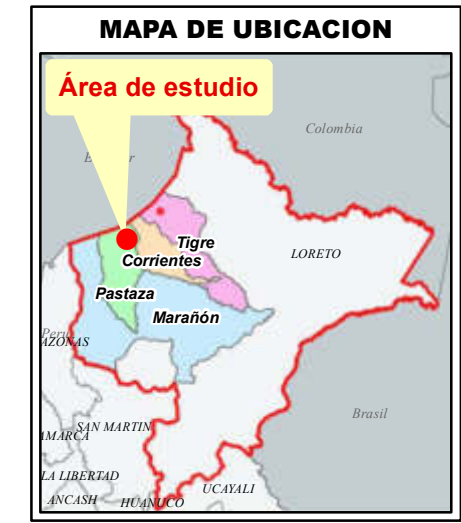 MAPA DE UBICACION
Área de estudio
Colombia
Tigre
LORETO
Corrientes
Pastaza
Marañón
Perú
AZONAS
Brasil
SAN MARTIN
AMARCA
LA LIBERTAD
UCAYALI
ANCASH
HUANUCO